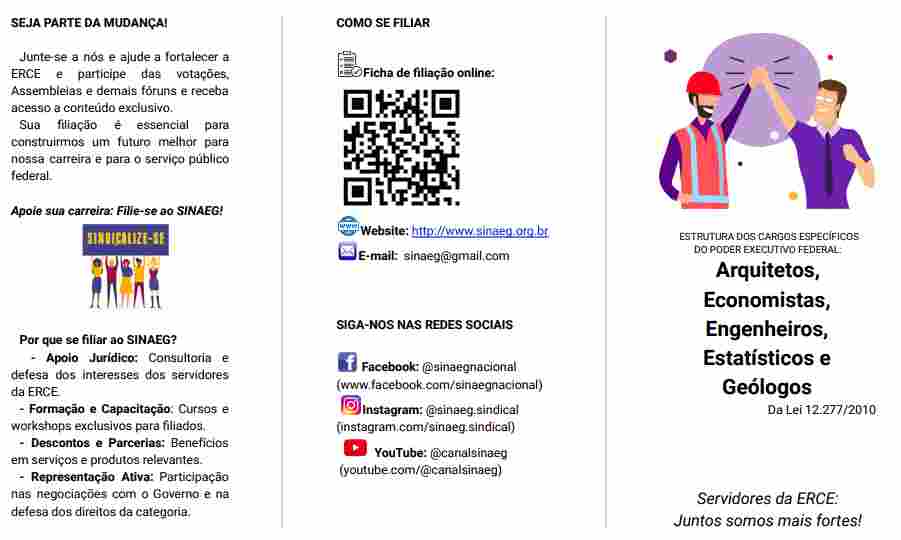 SEJA PARTE DA MUDANÇA!
Junte-se a nós e ajude a fortalecer a
ERCE e participe das votações,
Assembleias e demais fóruns e receba
acesso a conteúdo exclusivo.
Sua filiação é essencial para
construirmos um futuro melhor para
nossa carreira e para o serviço público
federal.
Apoie sua carreira: Filie-se ao SINAEG!
SINDICALIZE-SE
Por que se filiar ao SINAEG?
- Apoio Jurídico: Consultoria e
defesa dos interesses dos servidores
da ERCE.
- Formação e Capacitação: Cursos e
workshops exclusivos para filiados.
- Descontos e Parcerias: Benefícios
em serviços e produtos relevantes.
- Representação Ativa: Participação
nas negociações com o Governo e na
defesa dos direitos da categoria.
COMO SE FILIAR
Ficha de filiação online:
www
Website: http://www.sinaeg.org.br
E-mail: sinaeg@gmail.com
SIGA-NOS NAS REDES SOCIAIS
Facebook: @sinaegnacional
(www.facebook.com/sinaegnacional)
Instagram: @sinaeg.sindical
(instagram.com/sinaeg.sindical)
YouTube: @canalsinaeg
(youtube.com/@canalsinaeg)
ESTRUTURA DOS CARGOS ESPECÍFICOS
DO PODER EXECUTIVO FEDERAL:
Arquitetos,
Economistas,
Engenheiros,
Estatísticos e
Geólogos
Da Lei 12.277/2010
Servidores da ERCE:
Juntos somos mais fortes!